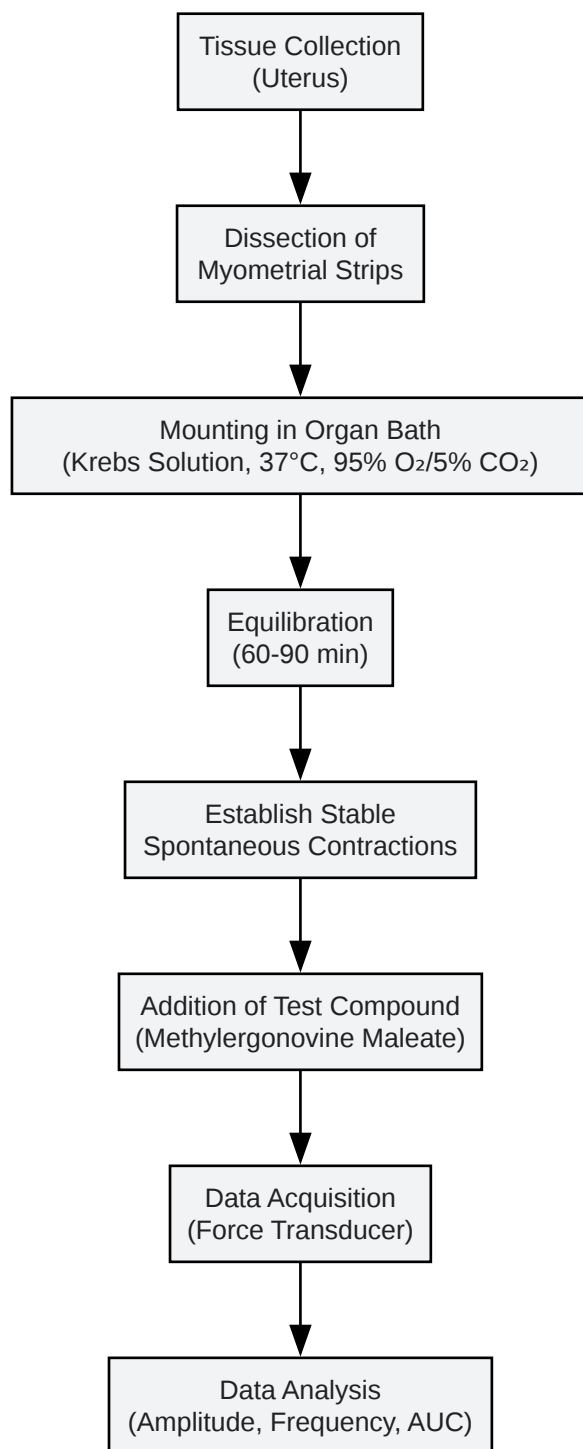 Tissue Collection
(Uterus)
Dissection of
Myometrial Strips
Mounting in Organ Bath
(Krebs Solution, 37°C, 95% O₂/5% CO₂)
Equilibration
(60-90 min)
Establish Stable
Spontaneous Contractions
Addition of Test Compound
(Methylergonovine Maleate)
Data Acquisition
(Force Transducer)
Data Analysis
(Amplitude, Frequency, AUC)